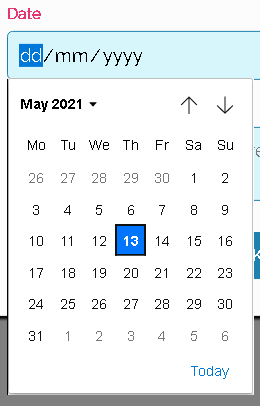 Date
dd/mm/yyyy
May 2021
Mo Tu We Th Fr Sa Su
26 27 28 29 30 1 2
3 4 5 6 7 8 9
10 11 12 13 14 15 16
17 18 19 20 21 22 23
24 25 26 27 28 29 30
31 1 2 3 4 5 6
Today